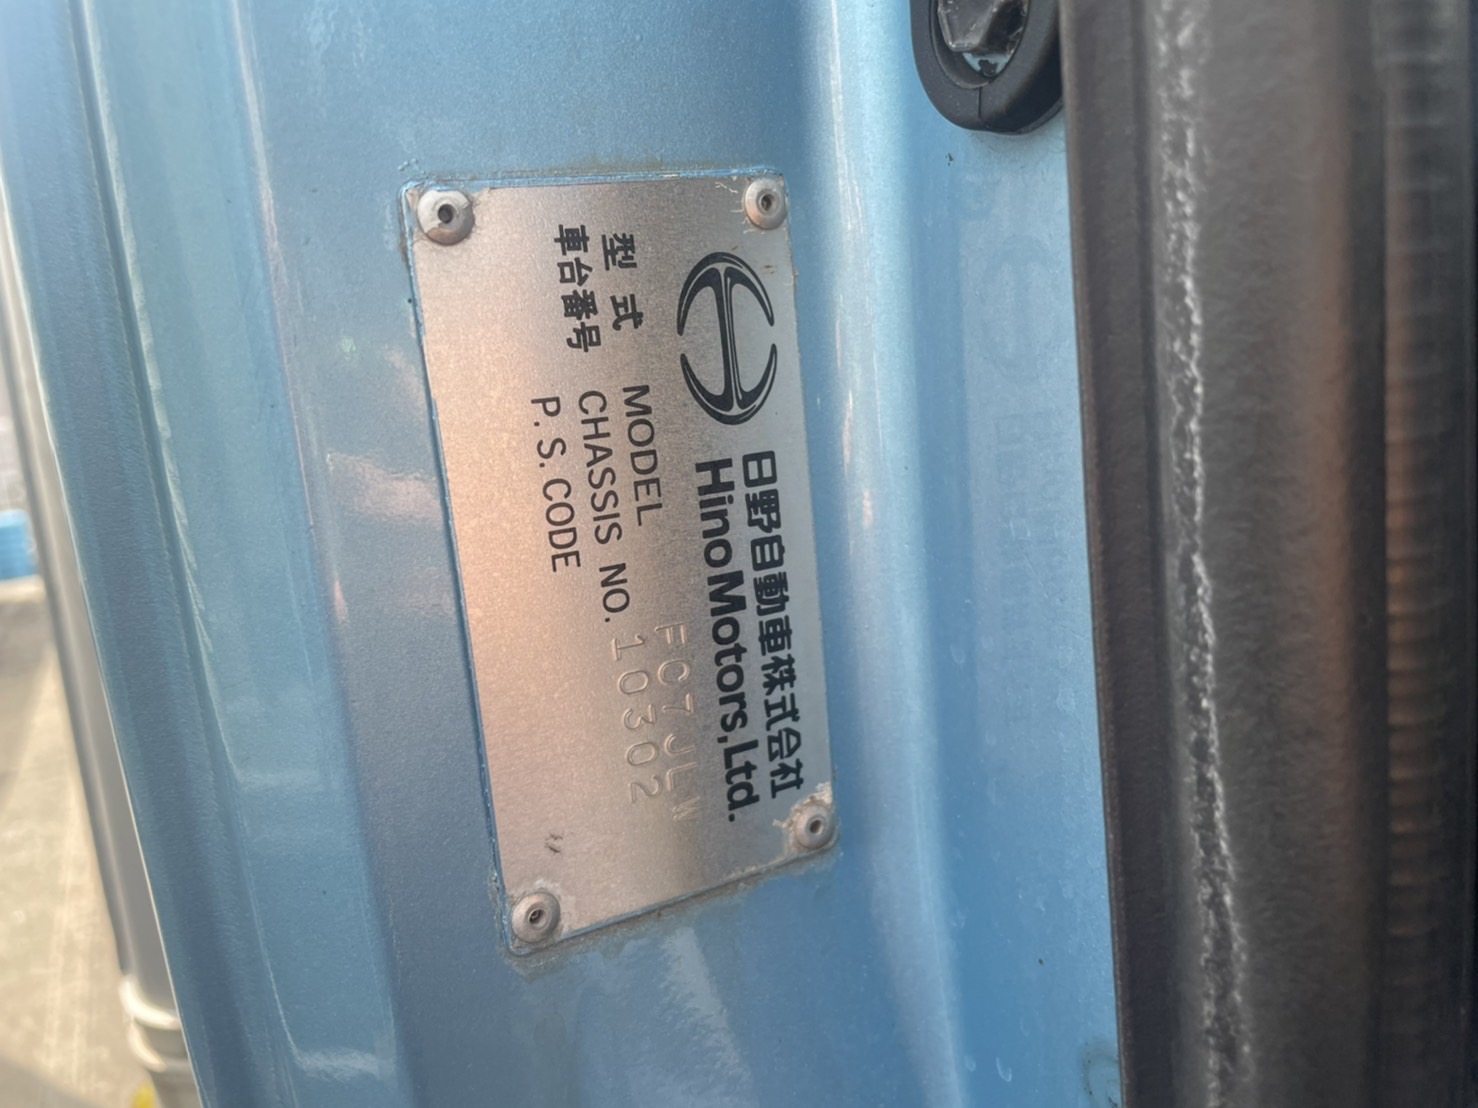 日野自動車株式会社
Hino Motors, Ltd.
型式 MODEL FC7JLW
車台番号 CHASSIS NO. 10302
P.S.CODE